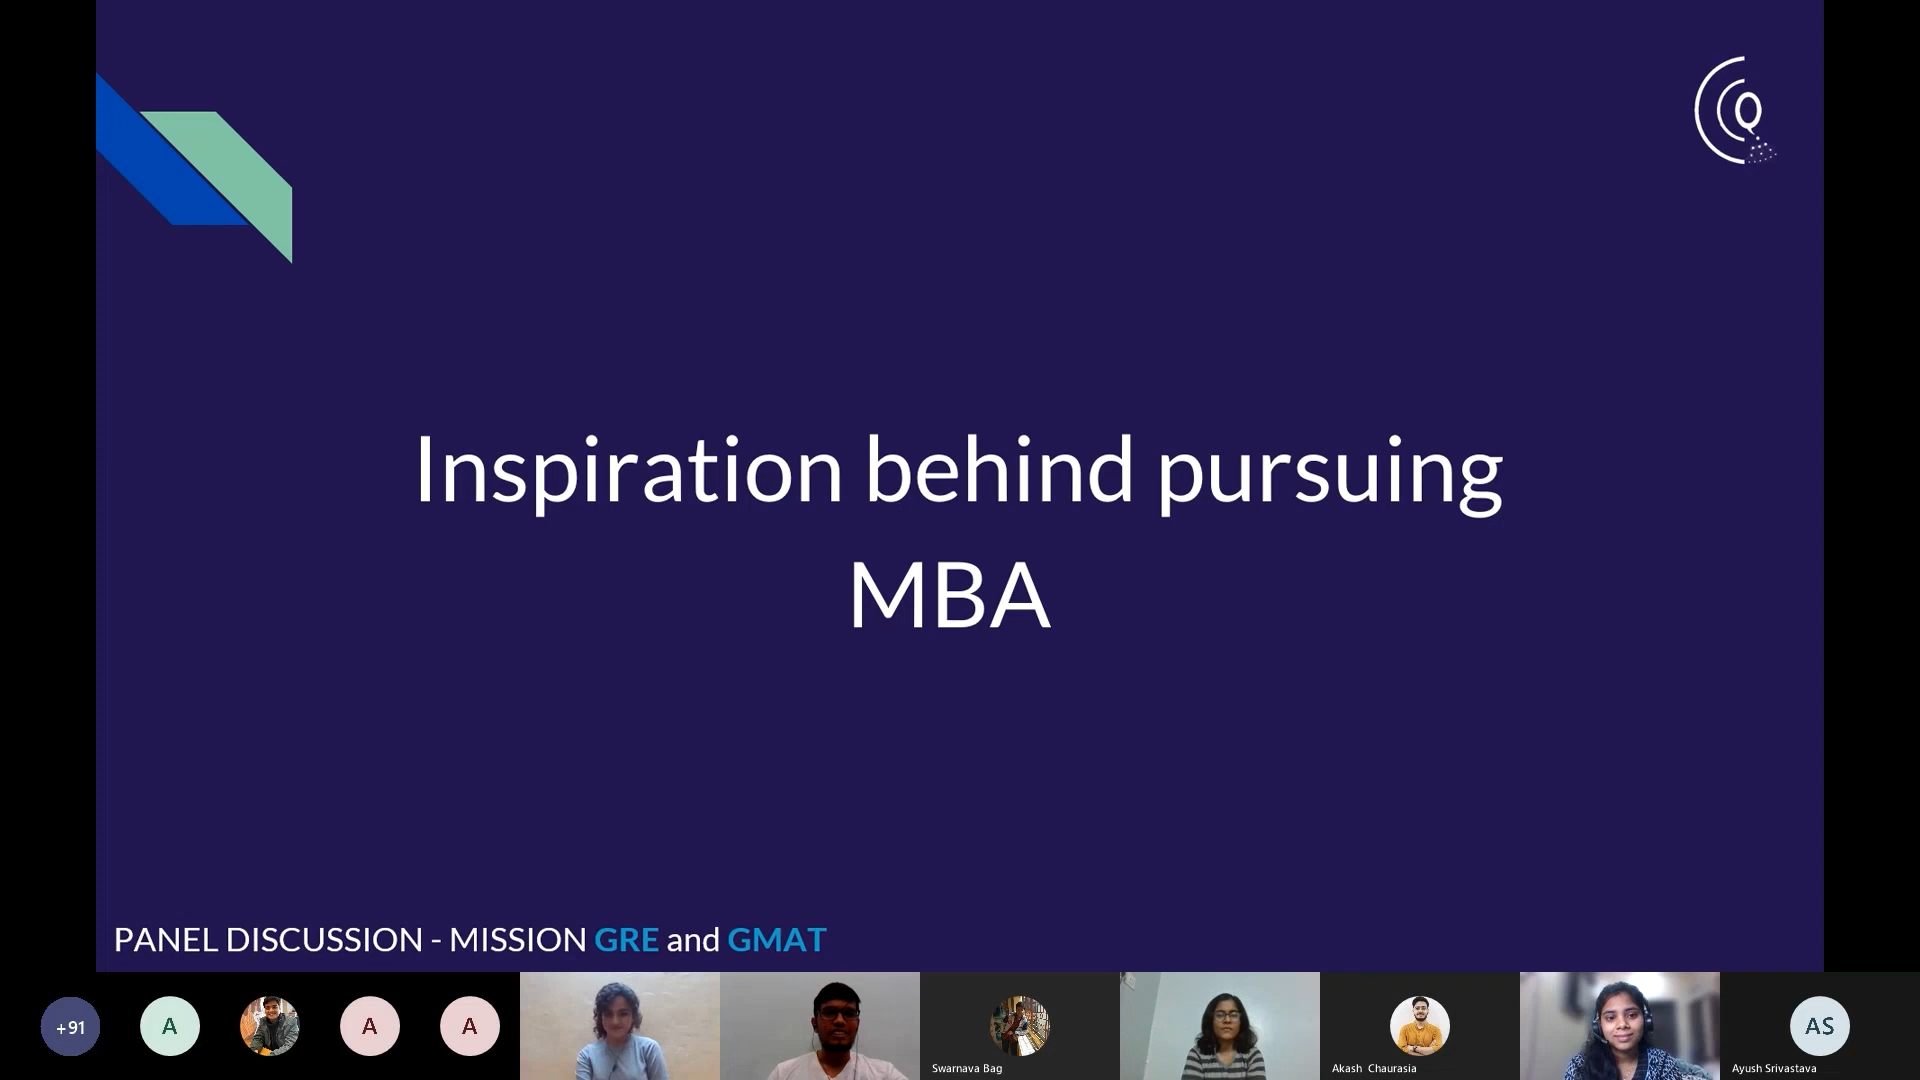 Q
Inspiration behind pursuing
MBA
PANEL DISCUSSION - MISSION GRE and GMAT
+91
A
A
A
AS
Swarnava Bag
Akash Chaurasia
Ayush Srivastava